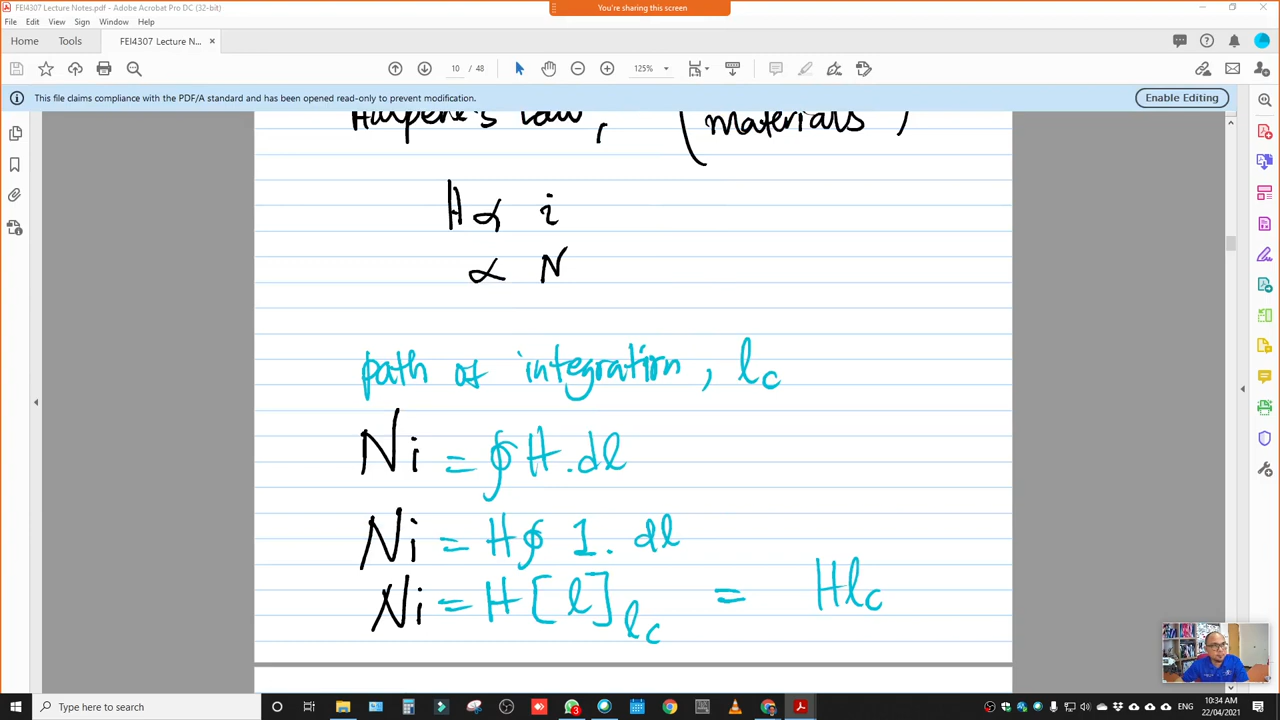 FEI4307 Lecture Notes.pdf - Adobe Acrobat Pro DC (32-bit)
You're sharing this screen
File Edit View Sign Window Help
Home Tools FEI4307 Lecture N... ×
? 
10 / 48 125%
This file claims compliance with the PDF/A standard and has been opened read-only to prevent modification. Enable Editing
Ampere's law, (materials)
H ∝ i
∝ N
path of integration, lc
Ni = ∮ H . dl
Ni = H ∮ 1 . dl
Ni = H [ l ]lc = Hlc
Type here to search
3
ENG
10:34 AM
22/04/2021